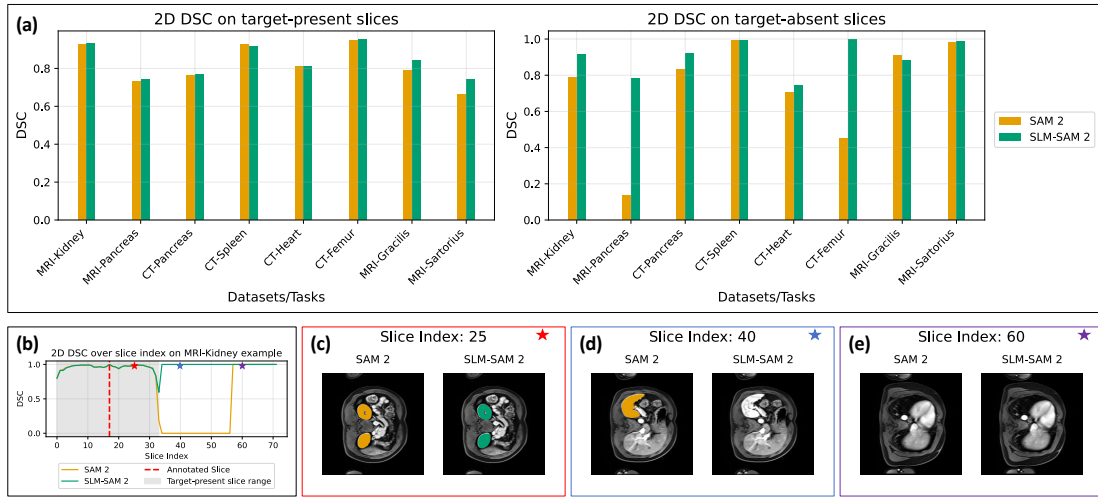 (a)
2D DSC on target-present slices
DSC
0.8
0.6
0.4
0.2
0.0
MRI-Kidney
MRI-Pancreas
CT-Pancreas
CT-Spleen
CT-Heart
CT-Femur
MRI-Gracilis
MRI-Sartorius
Datasets/Tasks
2D DSC on target-absent slices
DSC
1.0
0.8
0.6
0.4
0.2
0.0
MRI-Kidney
MRI-Pancreas
CT-Pancreas
CT-Spleen
CT-Heart
CT-Femur
MRI-Gracilis
MRI-Sartorius
Datasets/Tasks
SAM 2
SLM-SAM 2
(b)
2D DSC over slice index on MRI-Kidney example
DSC
1.0
0.5
0.0
0 10 20 30 40 50 60 70
Slice Index
SAM 2
SLM-SAM 2
Annotated Slice
Target-present slice range
(c)
Slice Index: 25
SAM 2 SLM-SAM 2
(d)
Slice Index: 40
SAM 2 SLM-SAM 2
(e)
Slice Index: 60
SAM 2 SLM-SAM 2